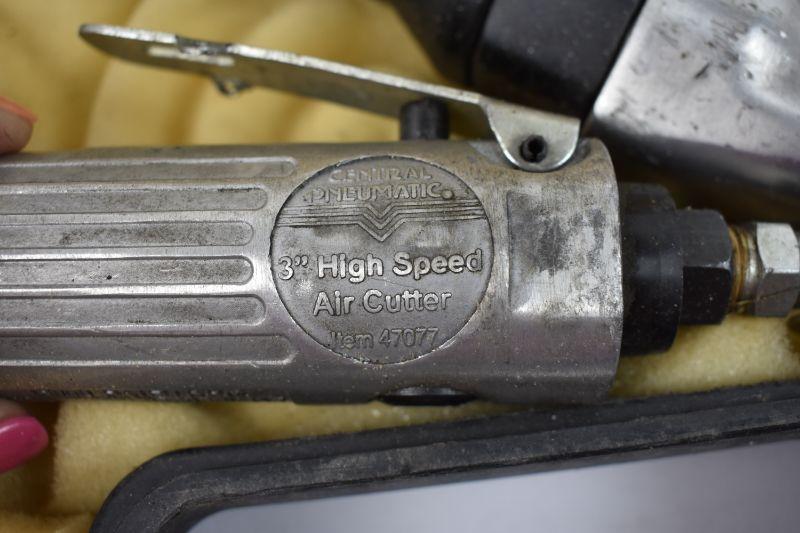 CENTRAL
PNEUMATIC®
3" High Speed
Air Cutter
Item 47077